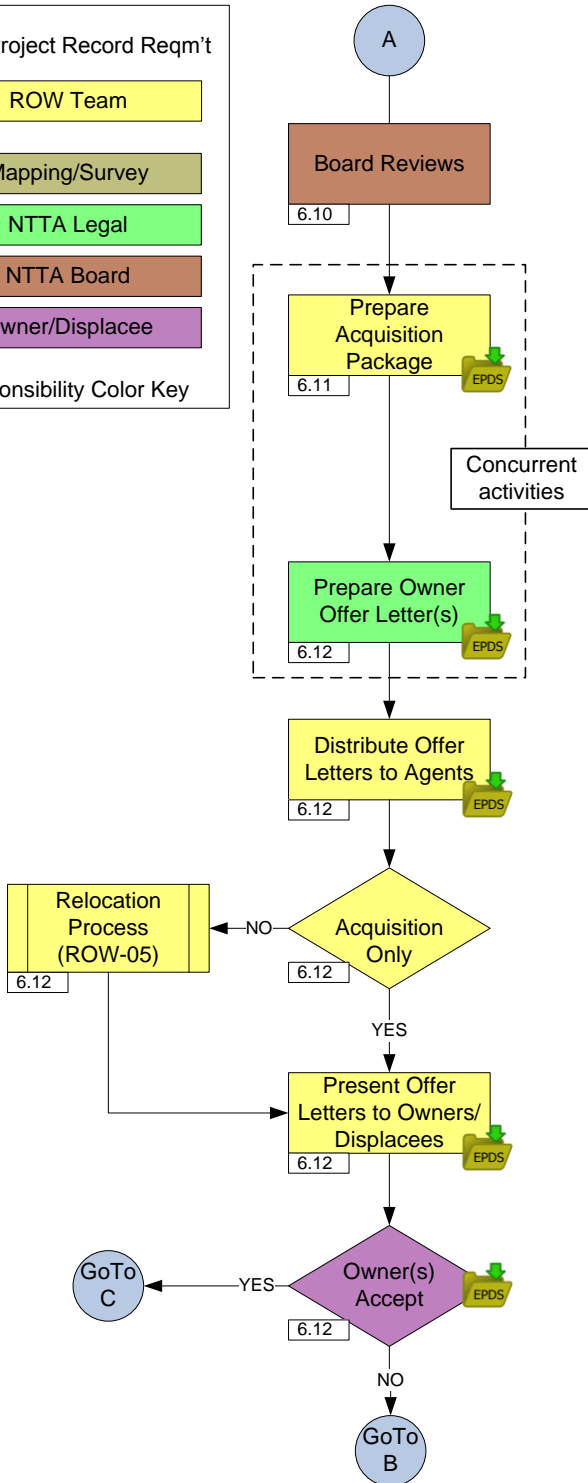 roject Record Reqm't
ROW Team
Mapping/Survey
NTTA Legal
NTTA Board
wner/Displacee
onsibility Color Key
A
Board Reviews
6.10
Prepare
Acquisition
Package
6.11
EPDS
Concurrent
activities
Prepare Owner
Offer Letter(s)
6.12
EPDS
Distribute Offer
Letters to Agents
6.12
EPDS
Relocation
Process
(ROW-05)
6.12
NO
Acquisition
Only
6.12
YES
Present Offer
Letters to Owners/
Displacees
6.12
EPDS
GoTo
C
YES
Owner(s)
Accept
6.12
EPDS
NO
GoTo
B